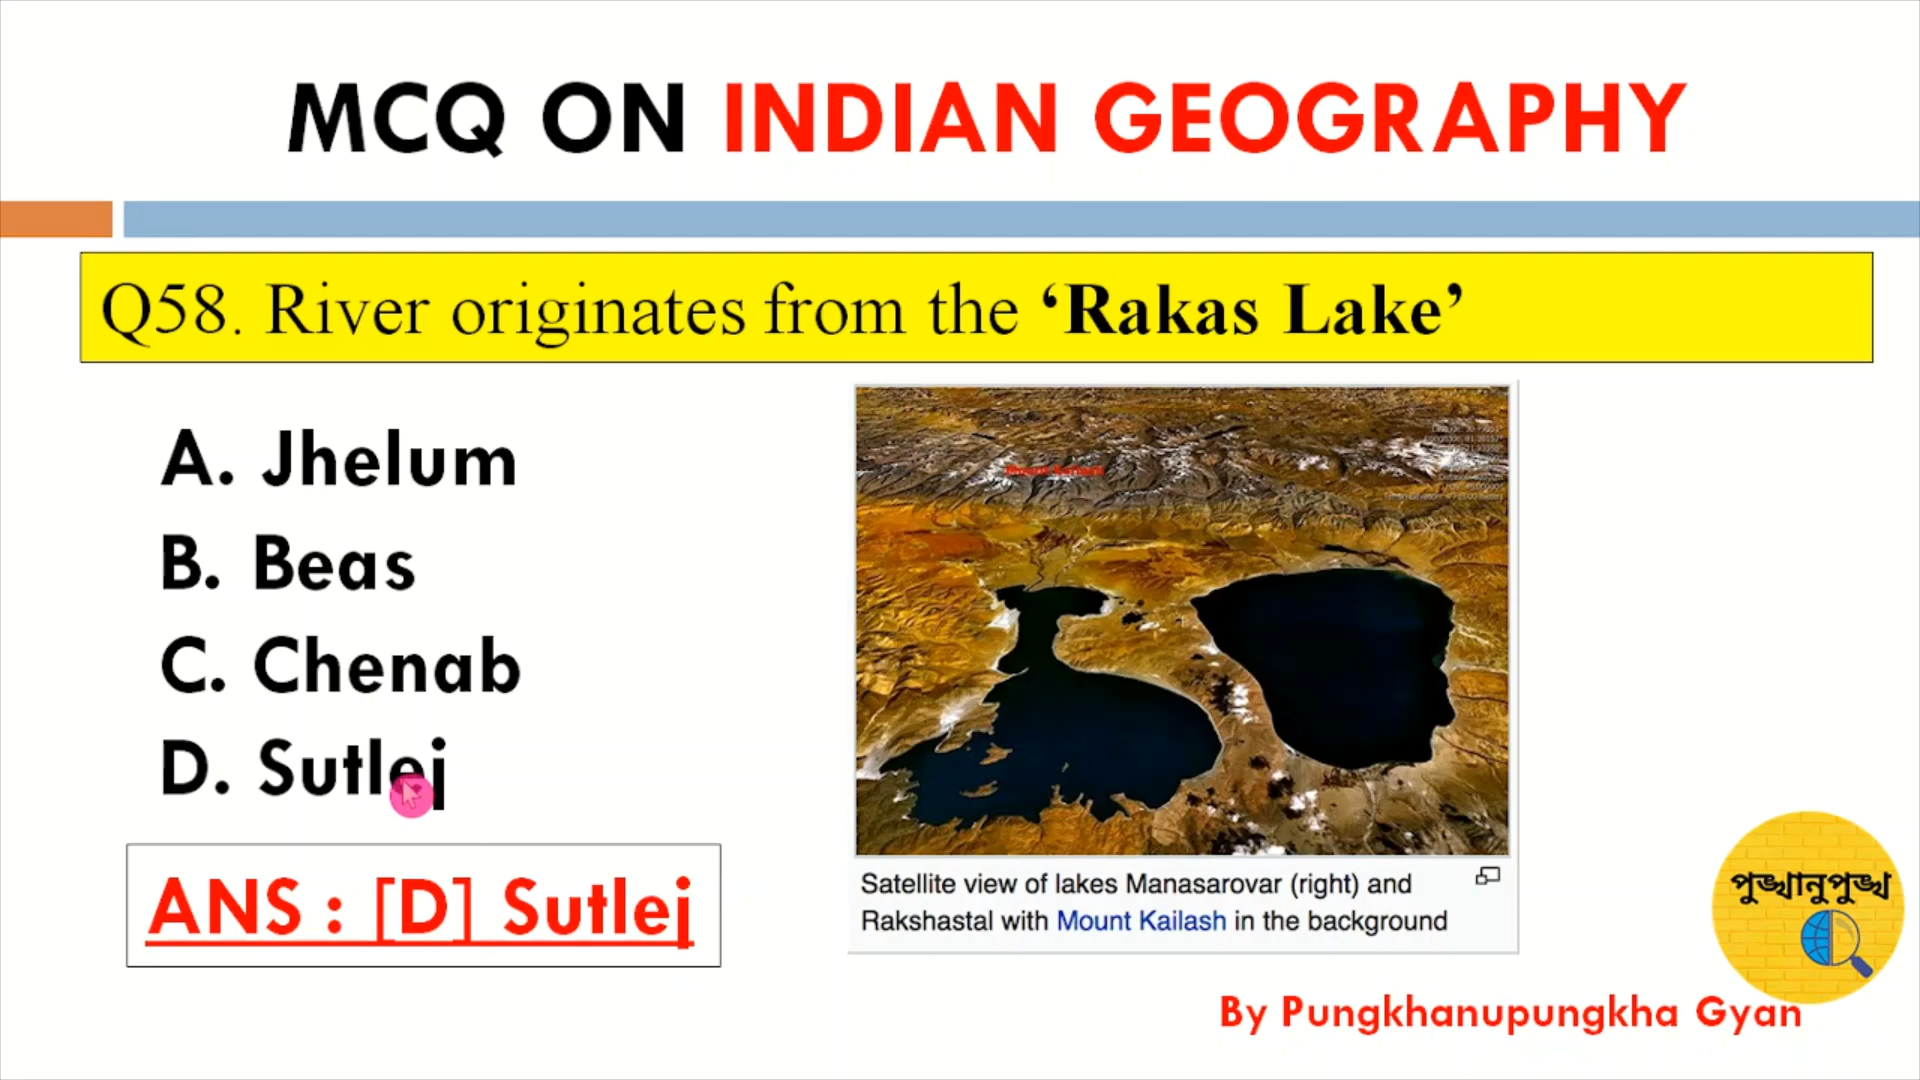 MCQ ON INDIAN GEOGRAPHY
Q58. River originates from the ‘Rakas Lake’
A. Jhelum
B. Beas
C. Chenab
D. Sutlej
ANS : [D] Sutlej
Satellite view of lakes Manasarovar (right) and
Rakshastal with Mount Kailash in the background
পুঙ্খানুপুঙ্খ
By Pungkhanupungkha Gyan